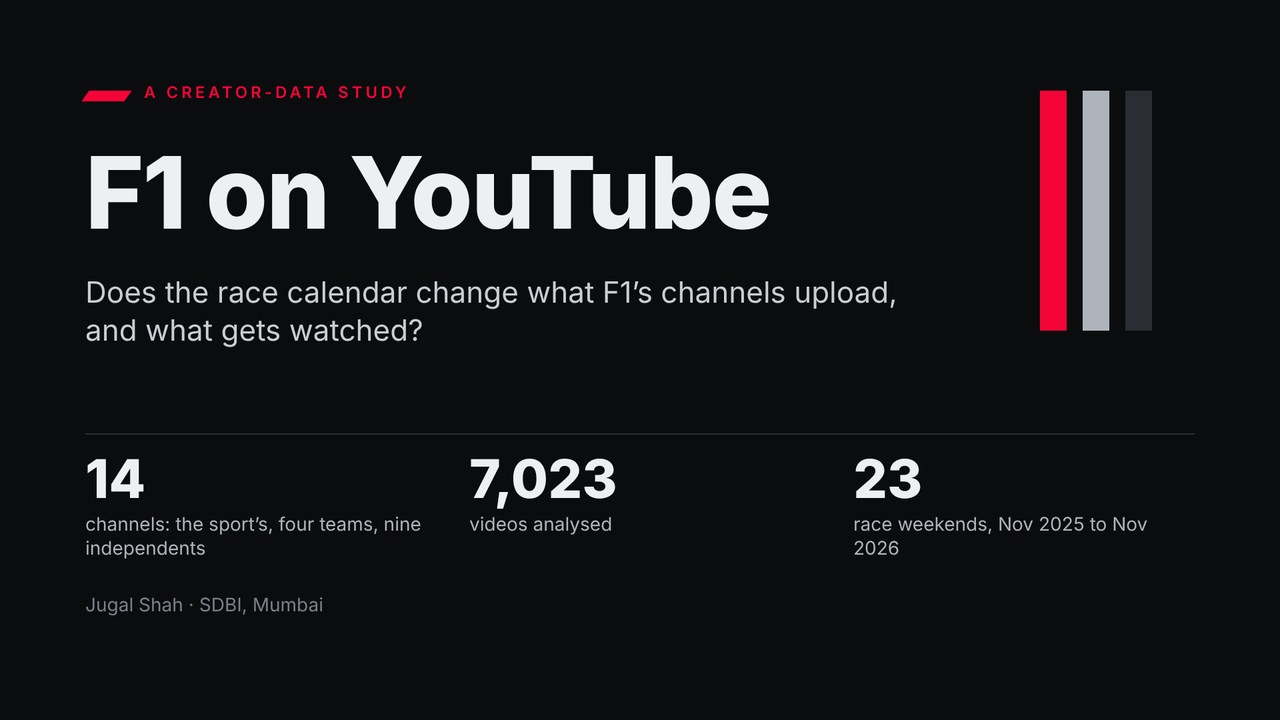 A CREATOR-DATA STUDY
F1 on YouTube
Does the race calendar change what F1’s channels upload,
and what gets watched?
14
channels: the sport’s, four teams, nine
independents
7,023
videos analysed
23
race weekends, Nov 2025 to Nov
2026
Jugal Shah · SDBI, Mumbai